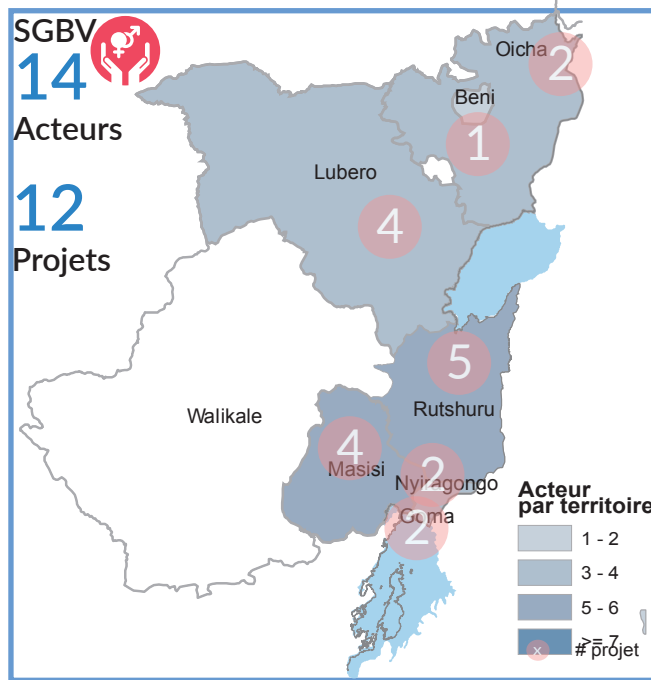 SGBV
14
Acteurs
12
Projets
Oicha
2
Beni
1
Lubero
4
5
Rutshuru
Walikale
4
Masisi
2
Nyiragongo
Goma
2
Acteur
par territoire
1 - 2
3 - 4
5 - 6
>= 7
x # projet